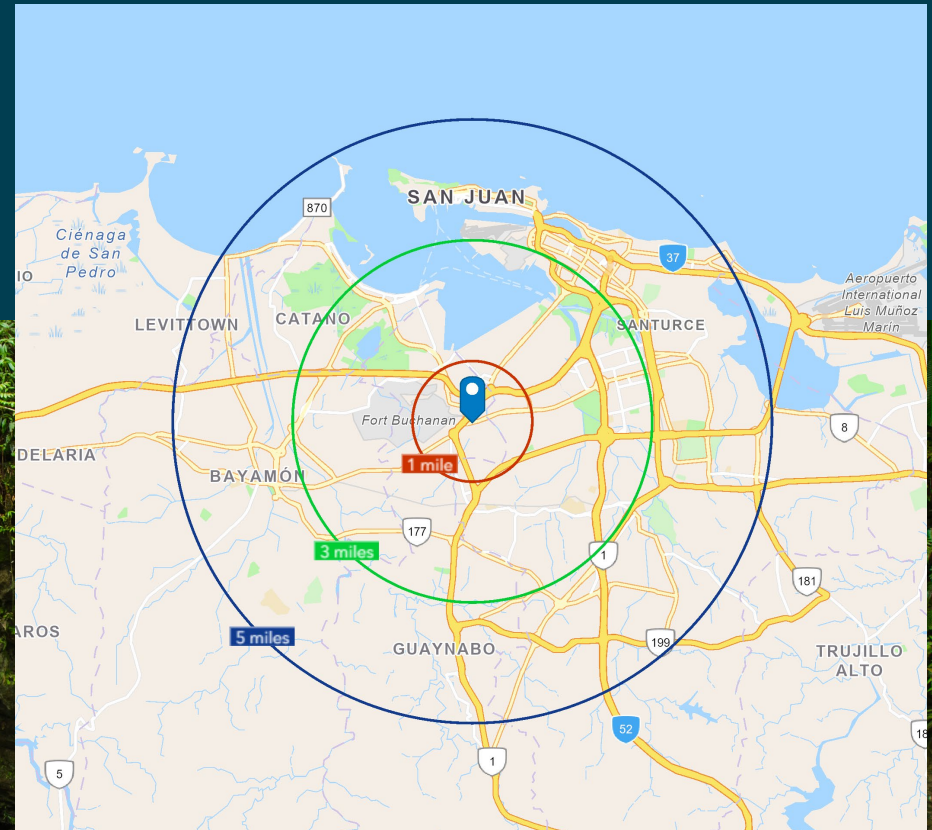 SAN JUAN
870
Ciénaga
de San
Pedro
37
IO
Aeropuerto
International
Luis Muñoz
Marin
LEVITTOWN
CATANO
SANTURCE
Fort Buchanan
8
DELARIA
1 mile
BAYAMÓN
177
3 miles
1
181
AROS
5 miles
199
GUAYNABO
TRUJILLO
ALTO
52
18
1
5